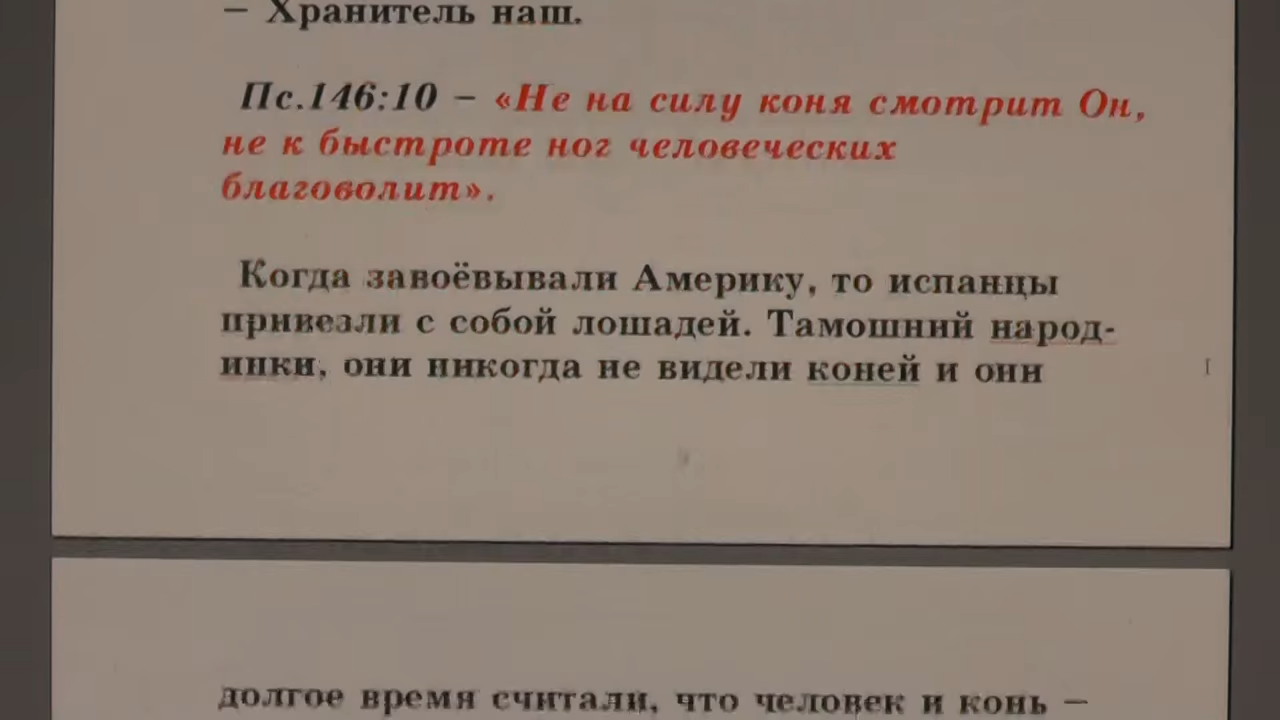 – Хранитель наш.
Пс.146:10 – «Не на силу коня смотрит Он,
не к быстроте ног человеческих
благоволит».
Когда завоёвывали Америку, то испанцы
привезли с собой лошадей. Тамошний народ-
инки, они никогда не видели коней и они
долгое время считали, что человек и конь –